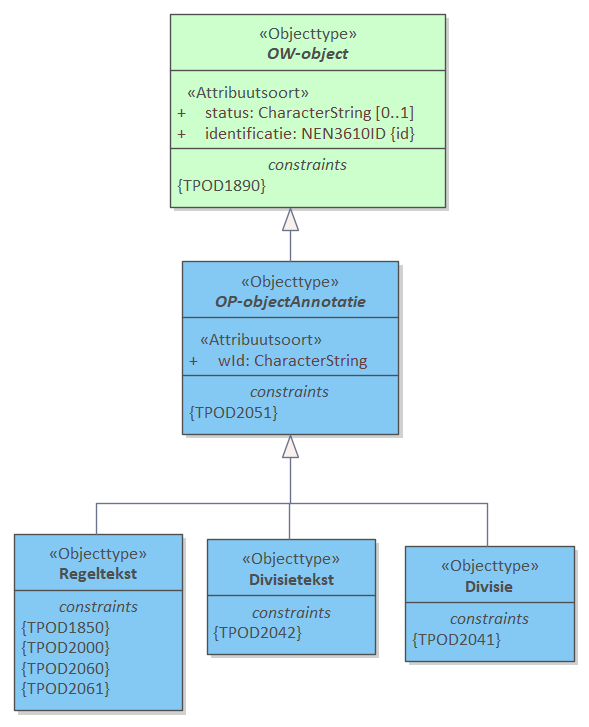 «Objecttype»
OW-object
«Attribuutsoort»
+ status: CharacterString [0..1]
+ identificatie: NEN3610ID {id}
constraints
{TPOD1890}
«Objecttype»
OP-objectAnnotatie
«Attribuutsoort»
+ wId: CharacterString
constraints
{TPOD2051}
«Objecttype»
Regeltekst
constraints
{TPOD1850}
{TPOD2000}
{TPOD2060}
{TPOD2061}
«Objecttype»
Divisietekst
constraints
{TPOD2042}
«Objecttype»
Divisie
constraints
{TPOD2041}